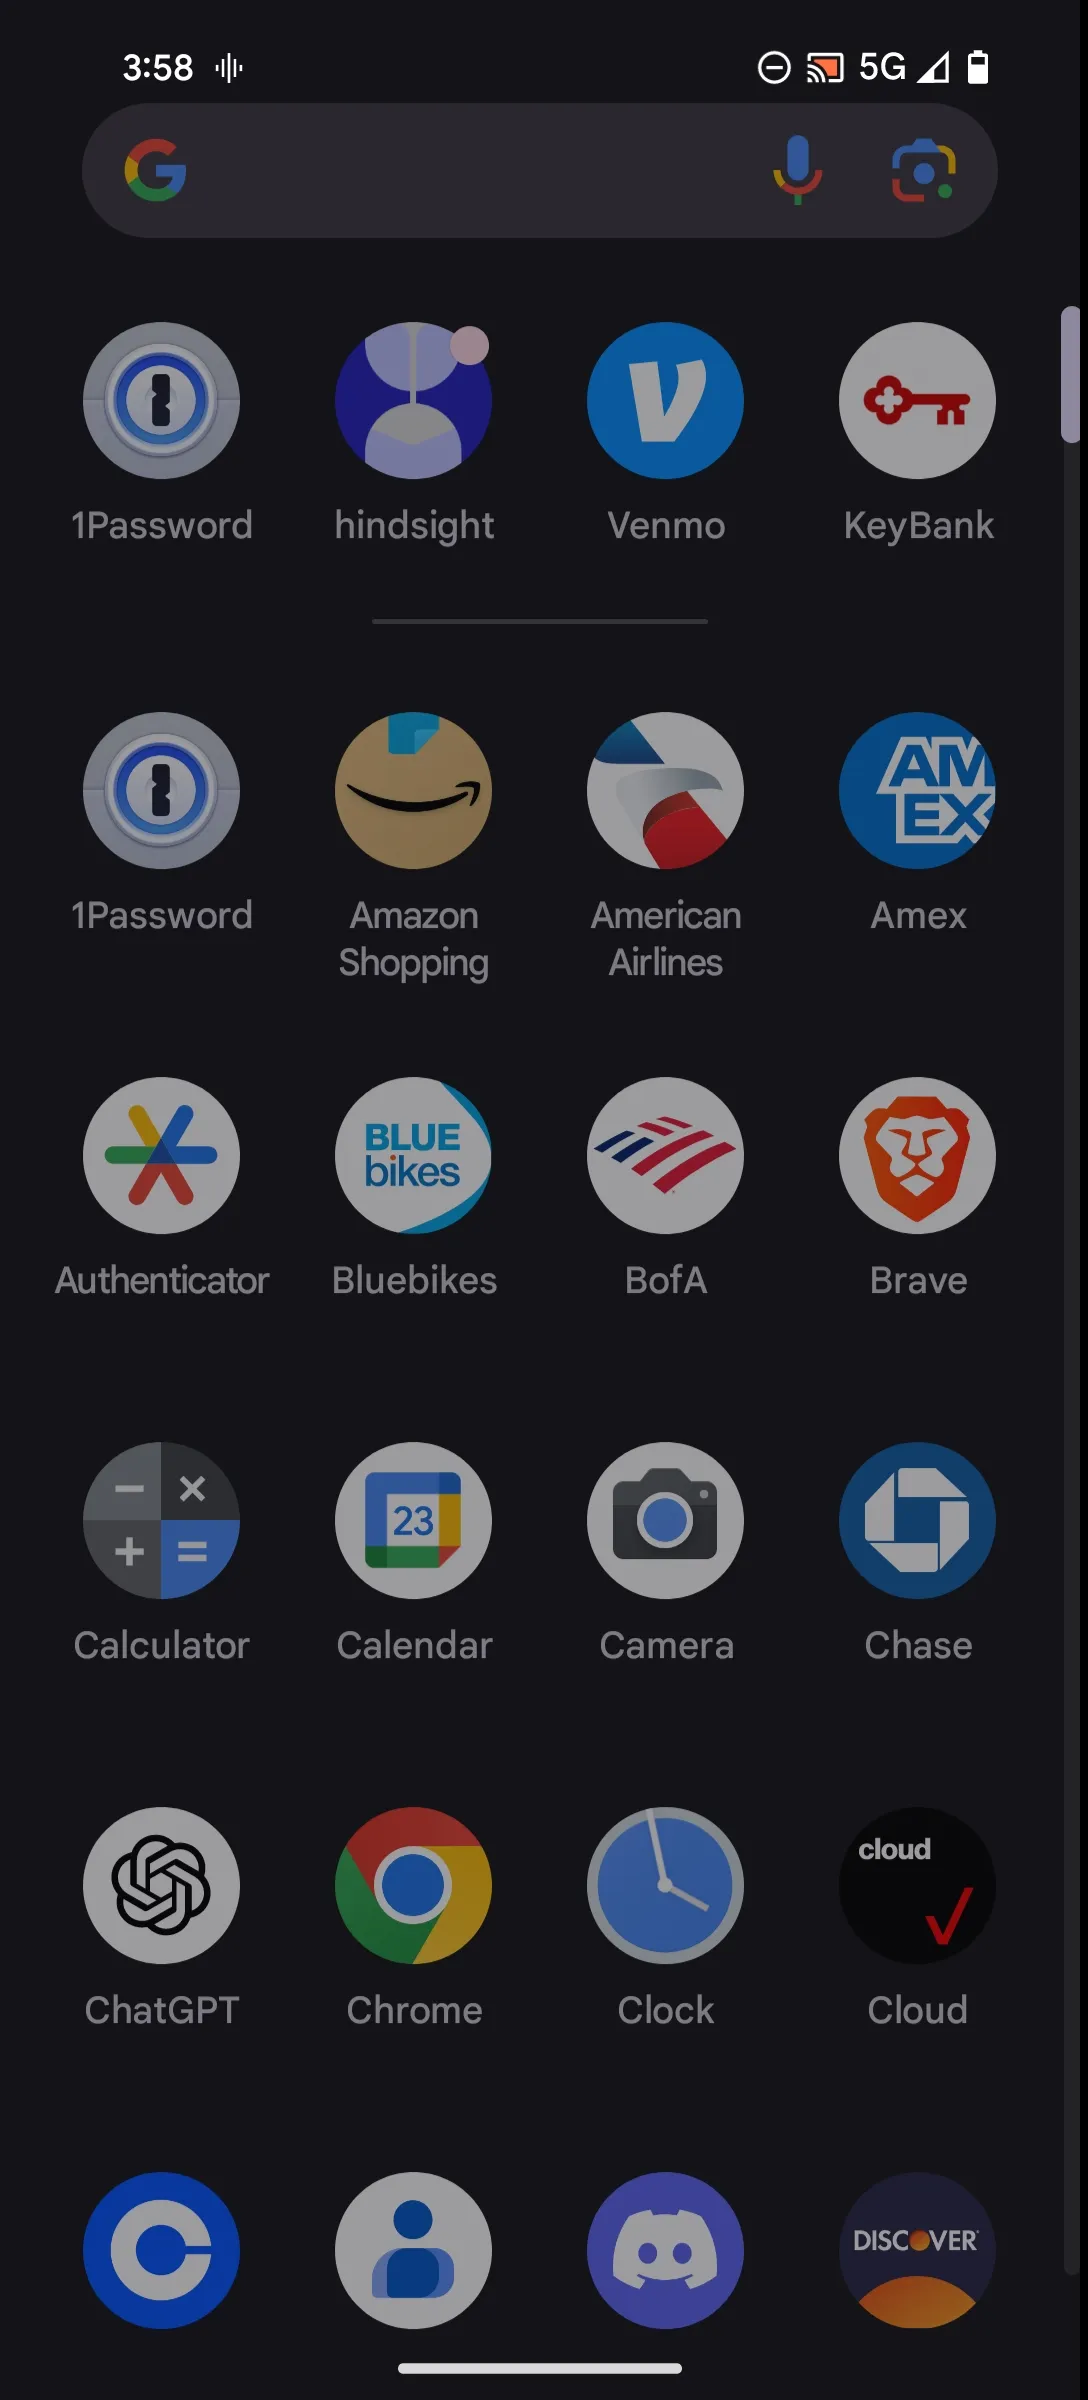 3:58 5G
1Password hindsight Venmo KeyBank
AM
EX
1Password Amazon Shopping American Airlines Amex
BLUE
bikes
Authenticator Bluebikes BofA Brave
23
Calculator Calendar Camera Chase
cloud
ChatGPT Chrome Clock Cloud
DISCOVER